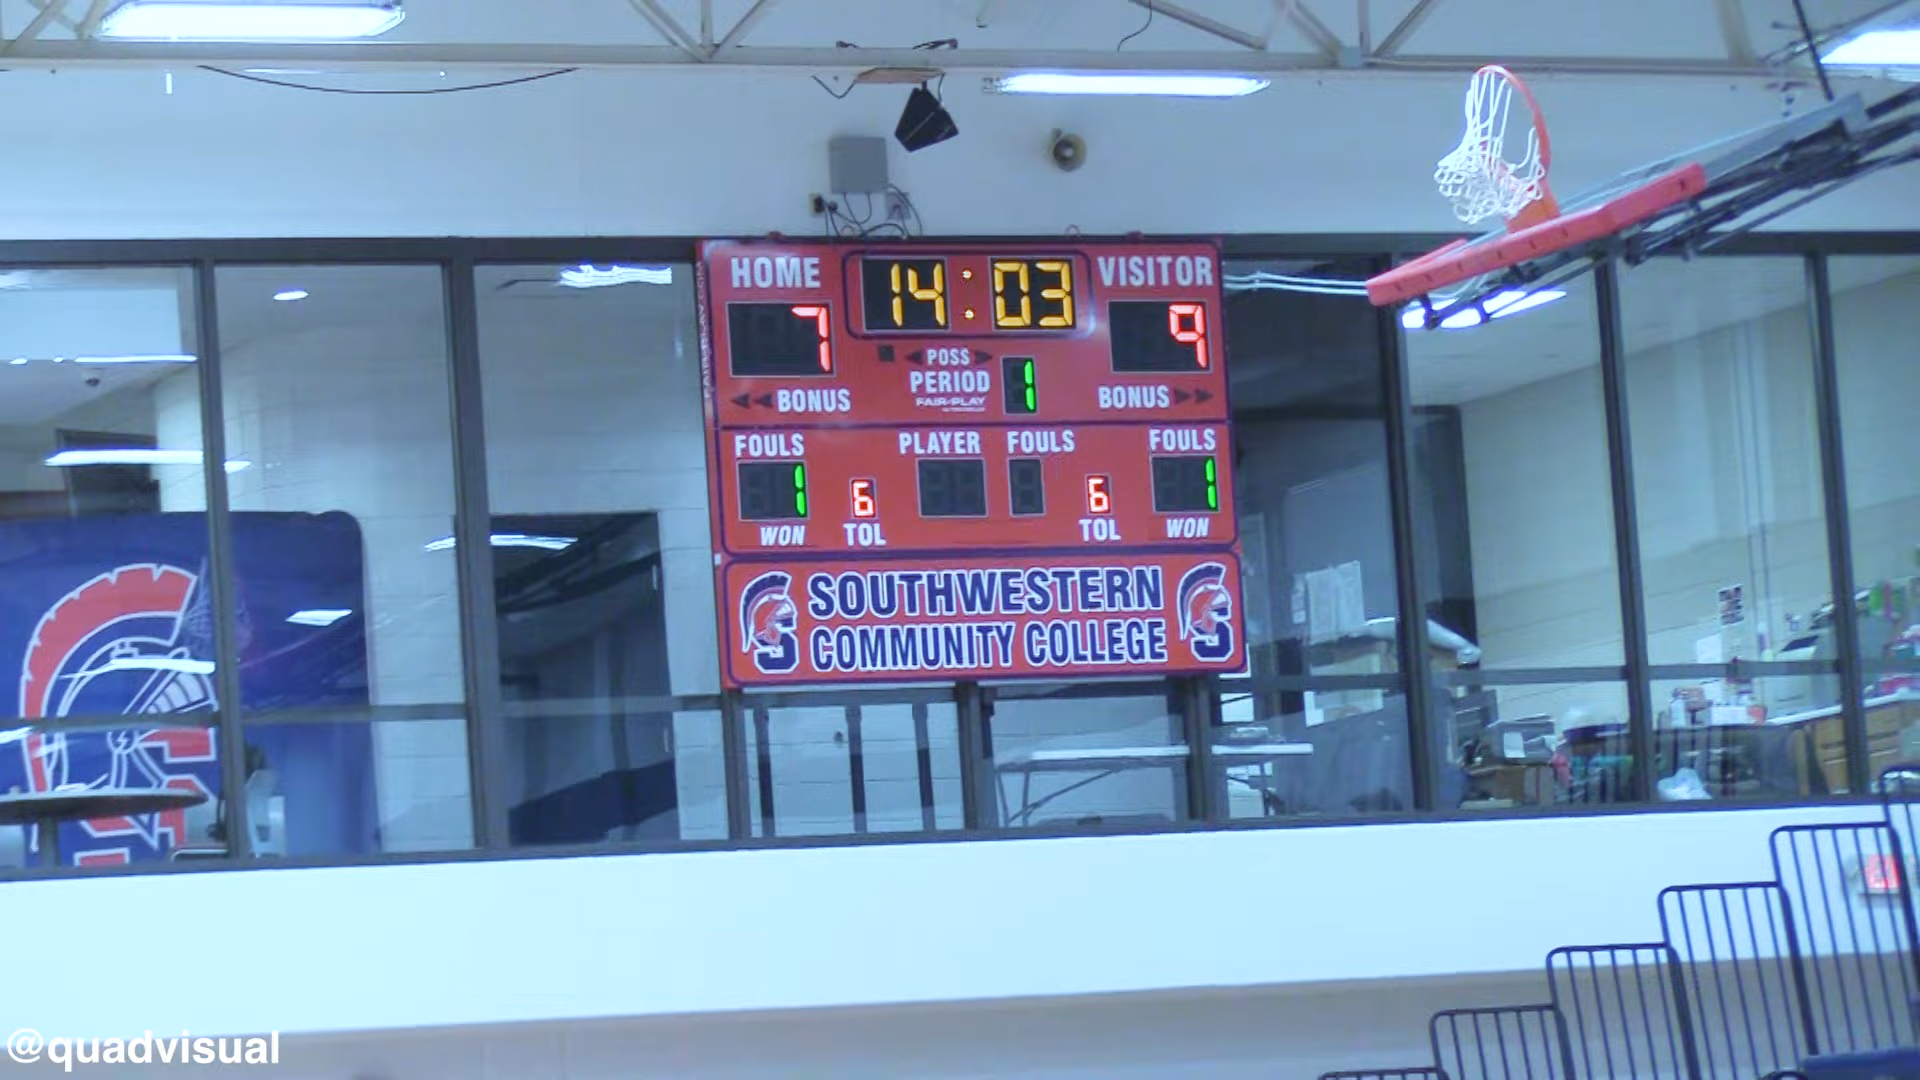 HOME 14:03 VISITOR
7 9
POSS
PERIOD 1
FAIR-PLAY
BONUS BONUS
FOULS PLAYER FOULS FOULS
1 6 6 1
WON TOL TOL WON
SOUTHWESTERN
COMMUNITY COLLEGE
@quadvisual